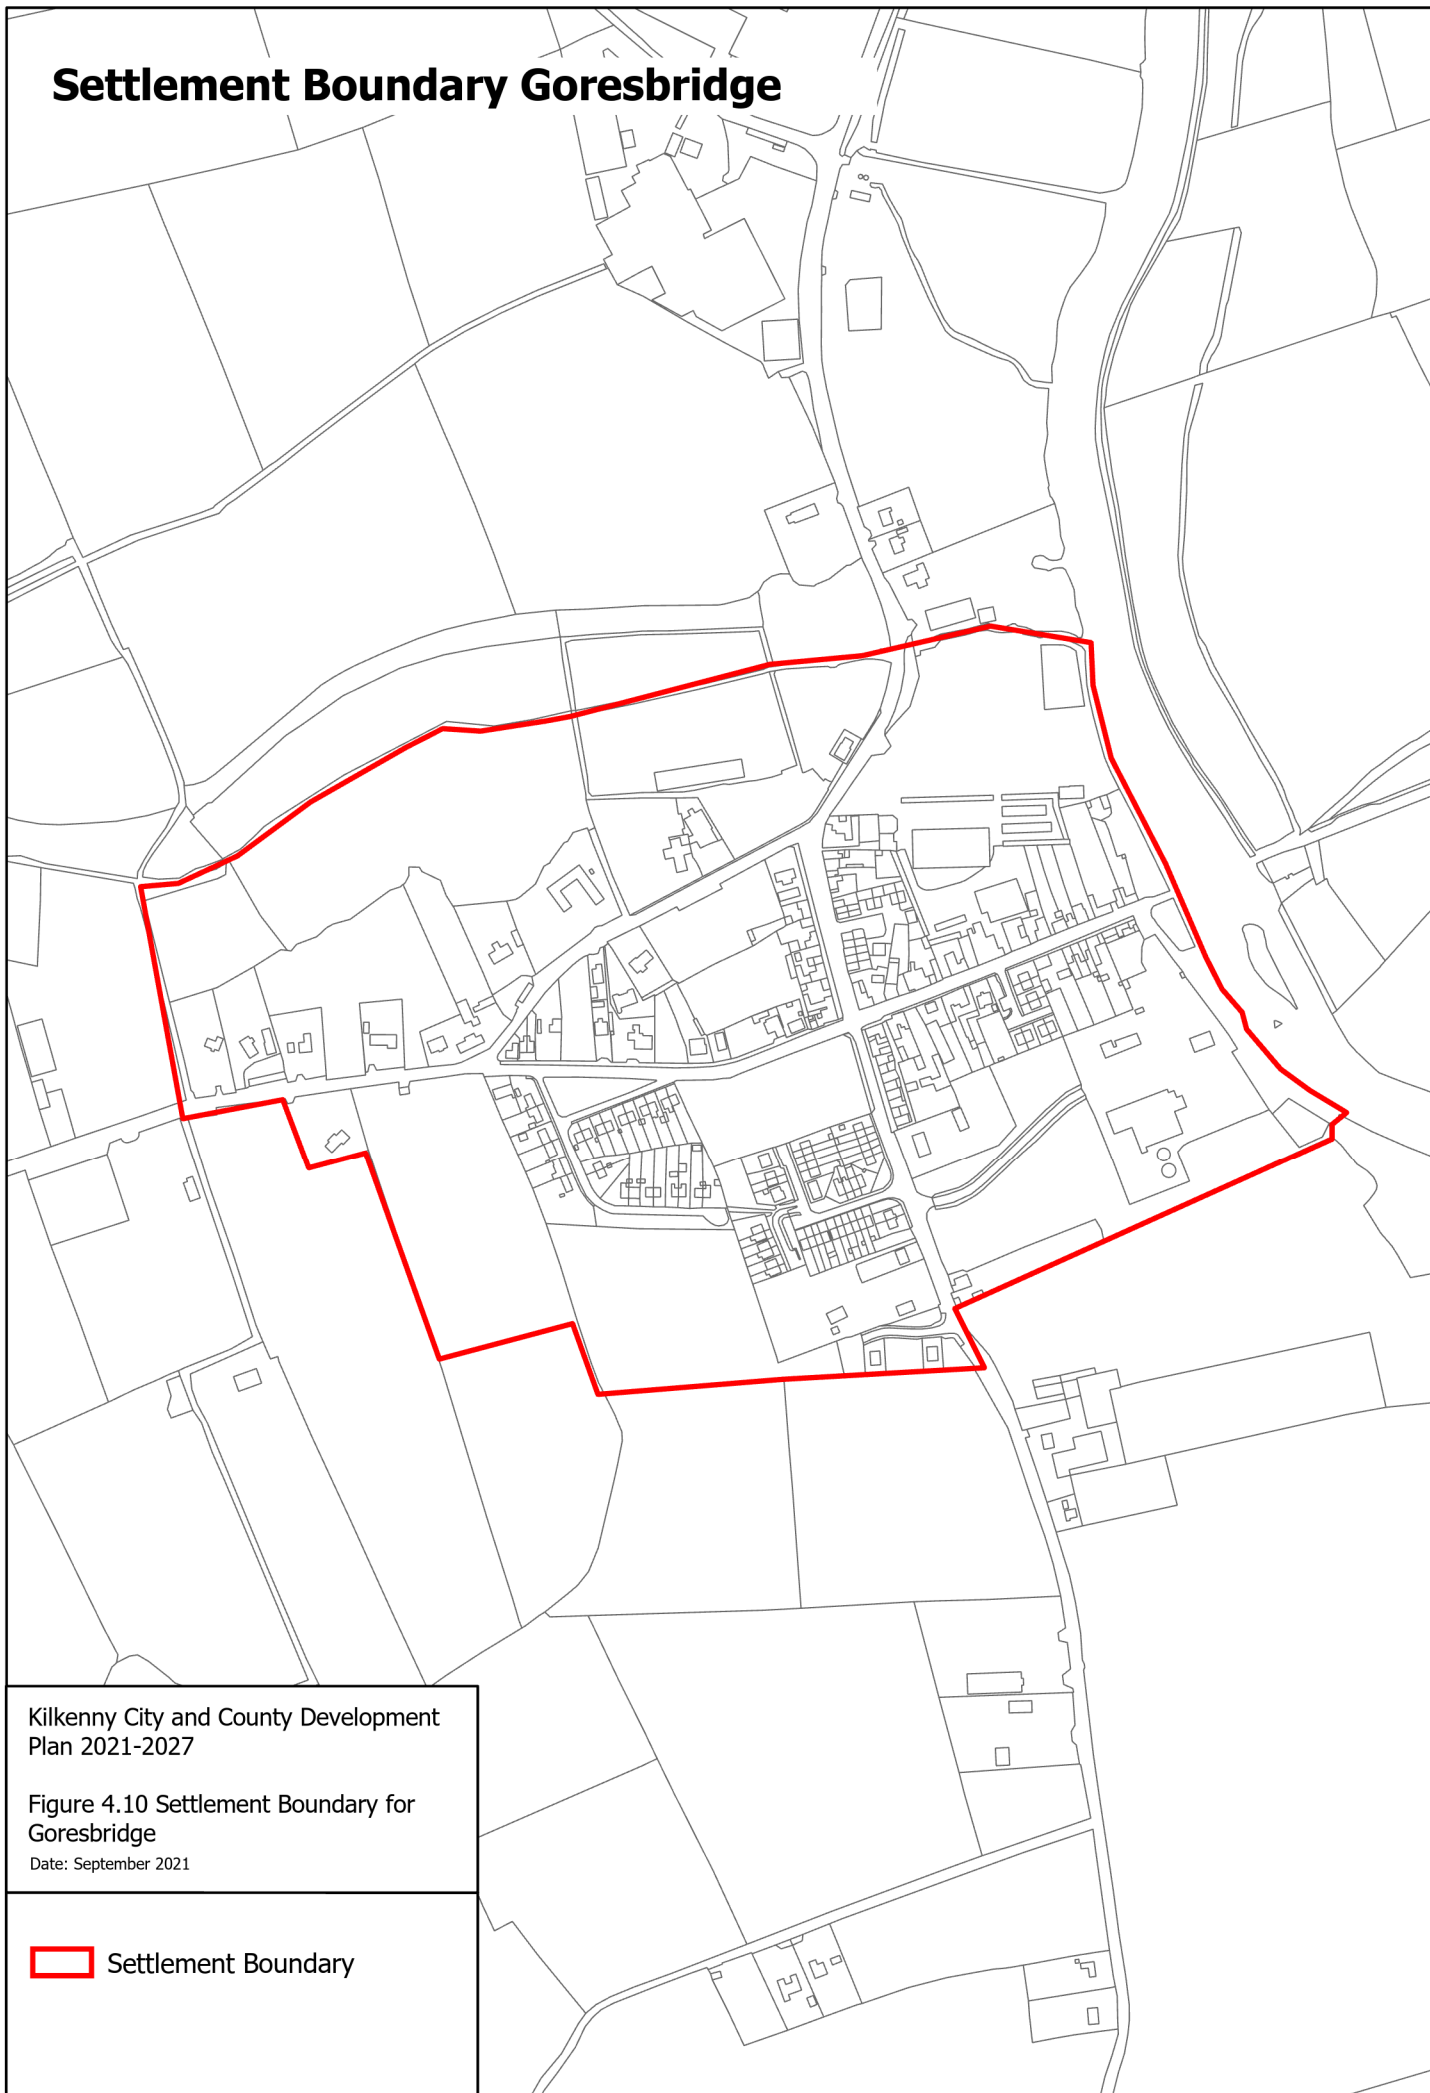 Settlement Boundary Goresbridge
Kilkenny City and County Development
Plan 2021-2027
Figure 4.10 Settlement Boundary for
Goresbridge
Date: September 2021
Settlement Boundary